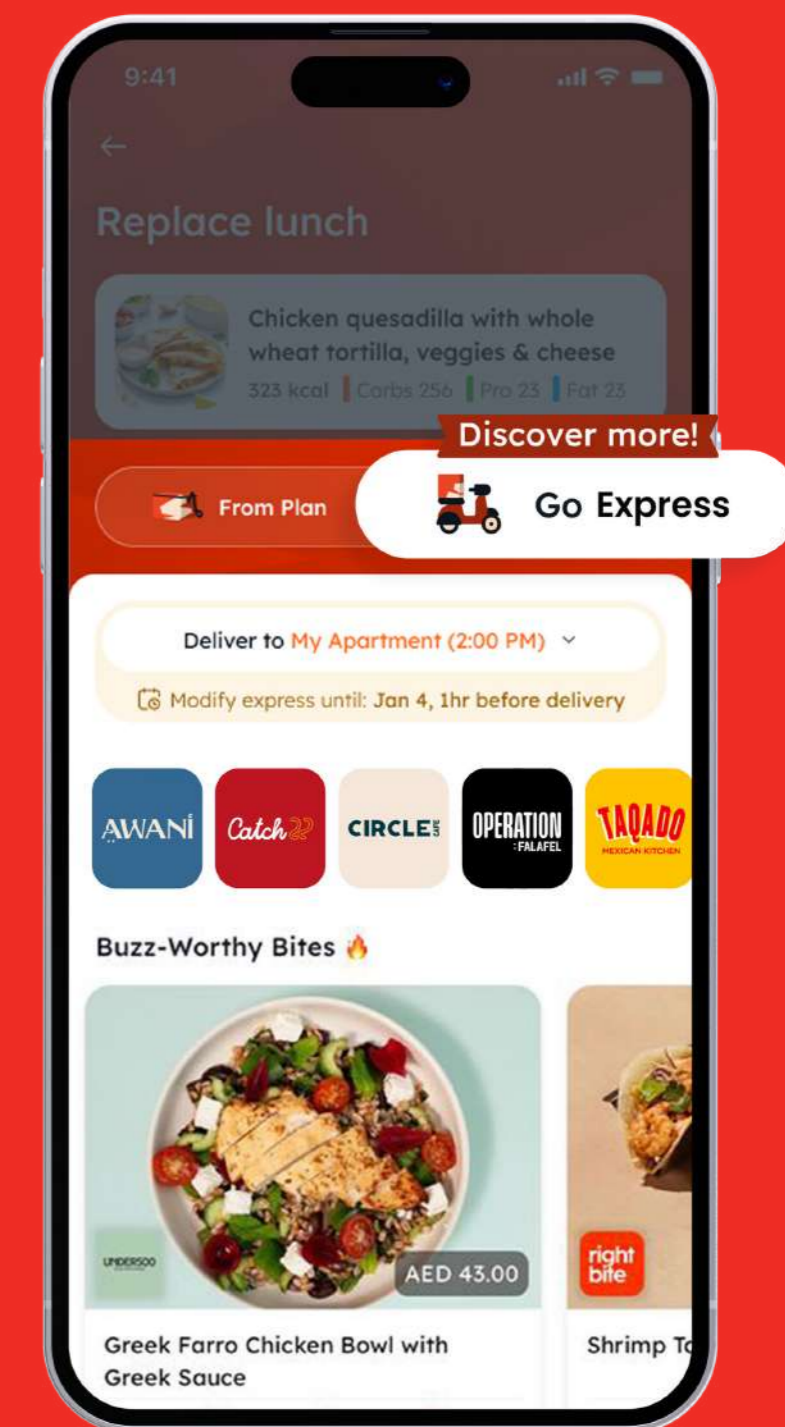 9:41
Replace lunch
Chicken quesadilla with whole
wheat tortilla, veggies & cheese
323 kcal Carbs 256 Pro 23 Fat 23
Discover more!
From Plan
Go Express
Deliver to My Apartment (2:00 PM)
Modify express until: Jan 4, 1hr before delivery
AWANI
Catch22
CIRCLE CAFE
OPERATION
:FALAFEL
TAQADO
MEXICAN KITCHEN
Buzz-Worthy Bites 🔥
UNDER500
AED 43.00
right
bite
Greek Farro Chicken Bowl with
Greek Sauce
Shrimp